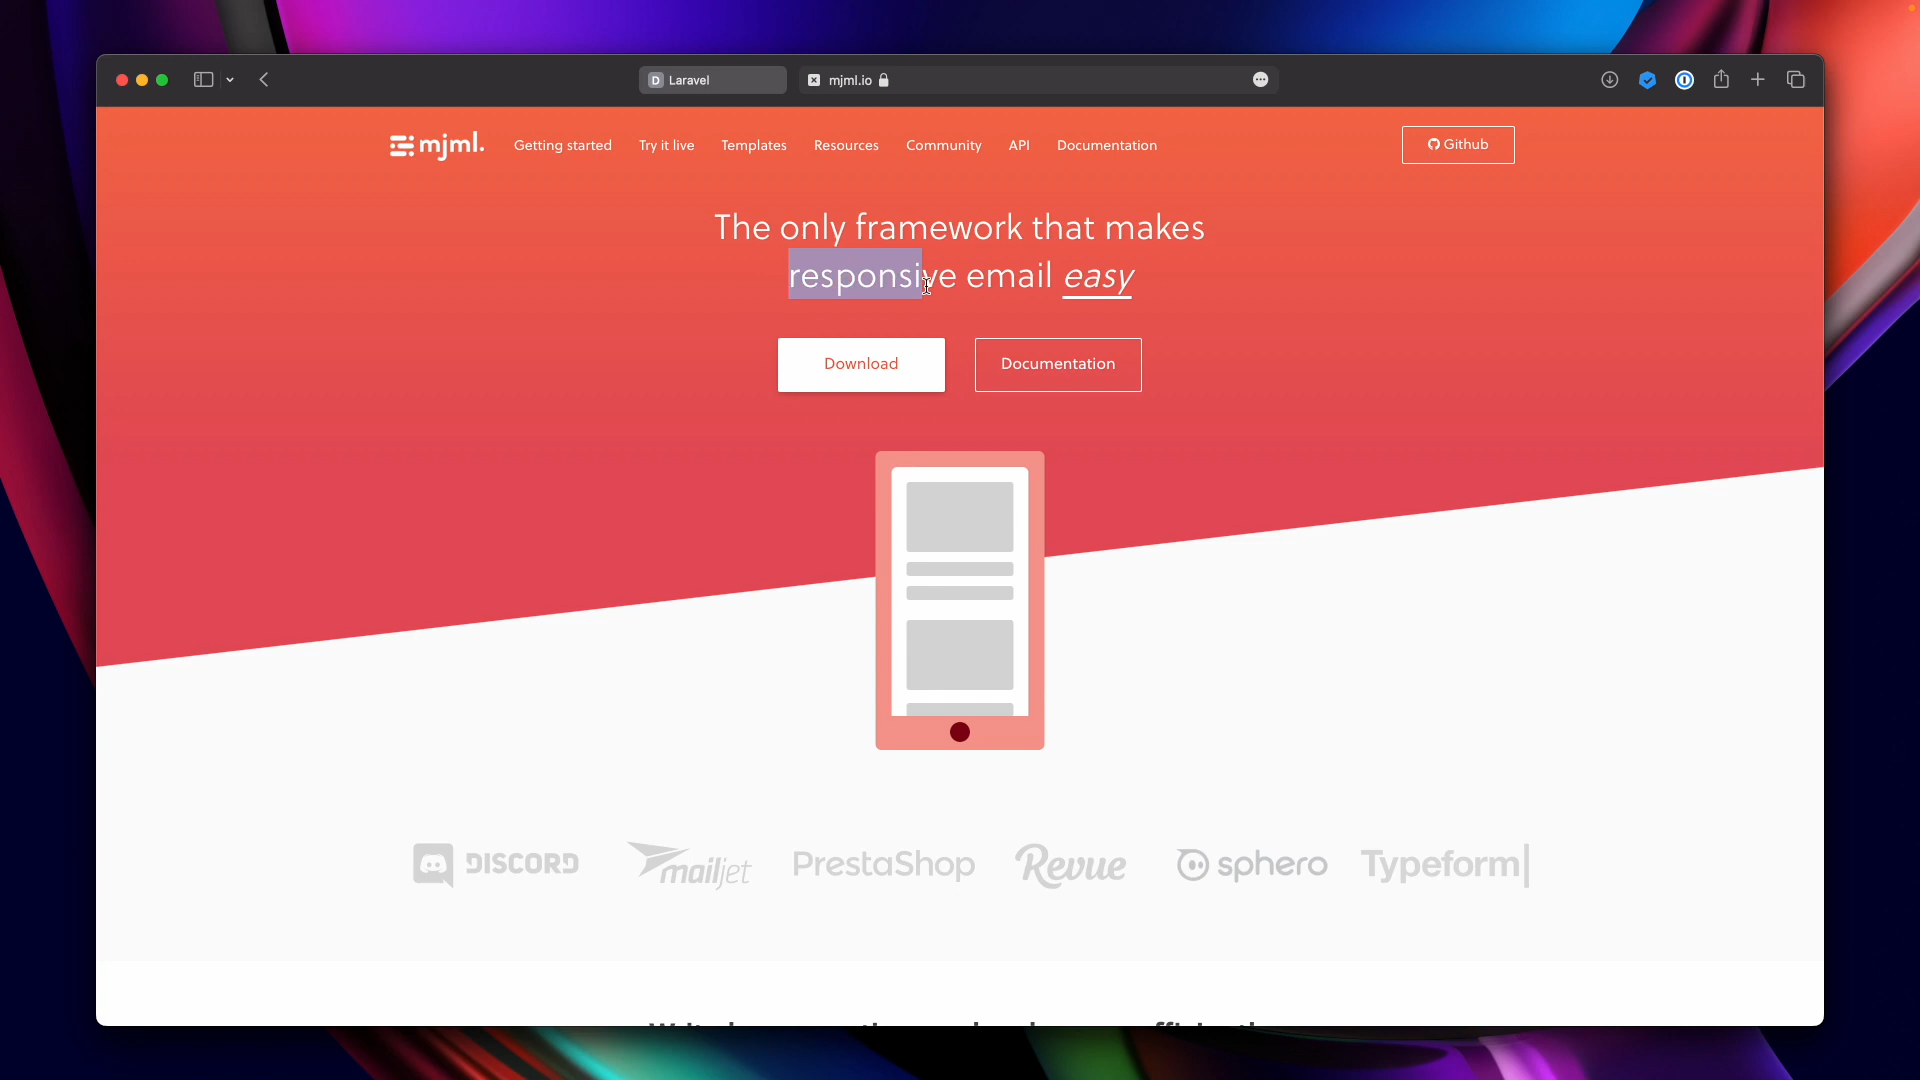 Laravel
mjml.io
mjml.
Getting started
Try it live
Templates
Resources
Community
API
Documentation
Github
The only framework that makes
responsive email easy
Download
Documentation
DISCORD
mailjet
PrestaShop
Revue
sphero
Typeform